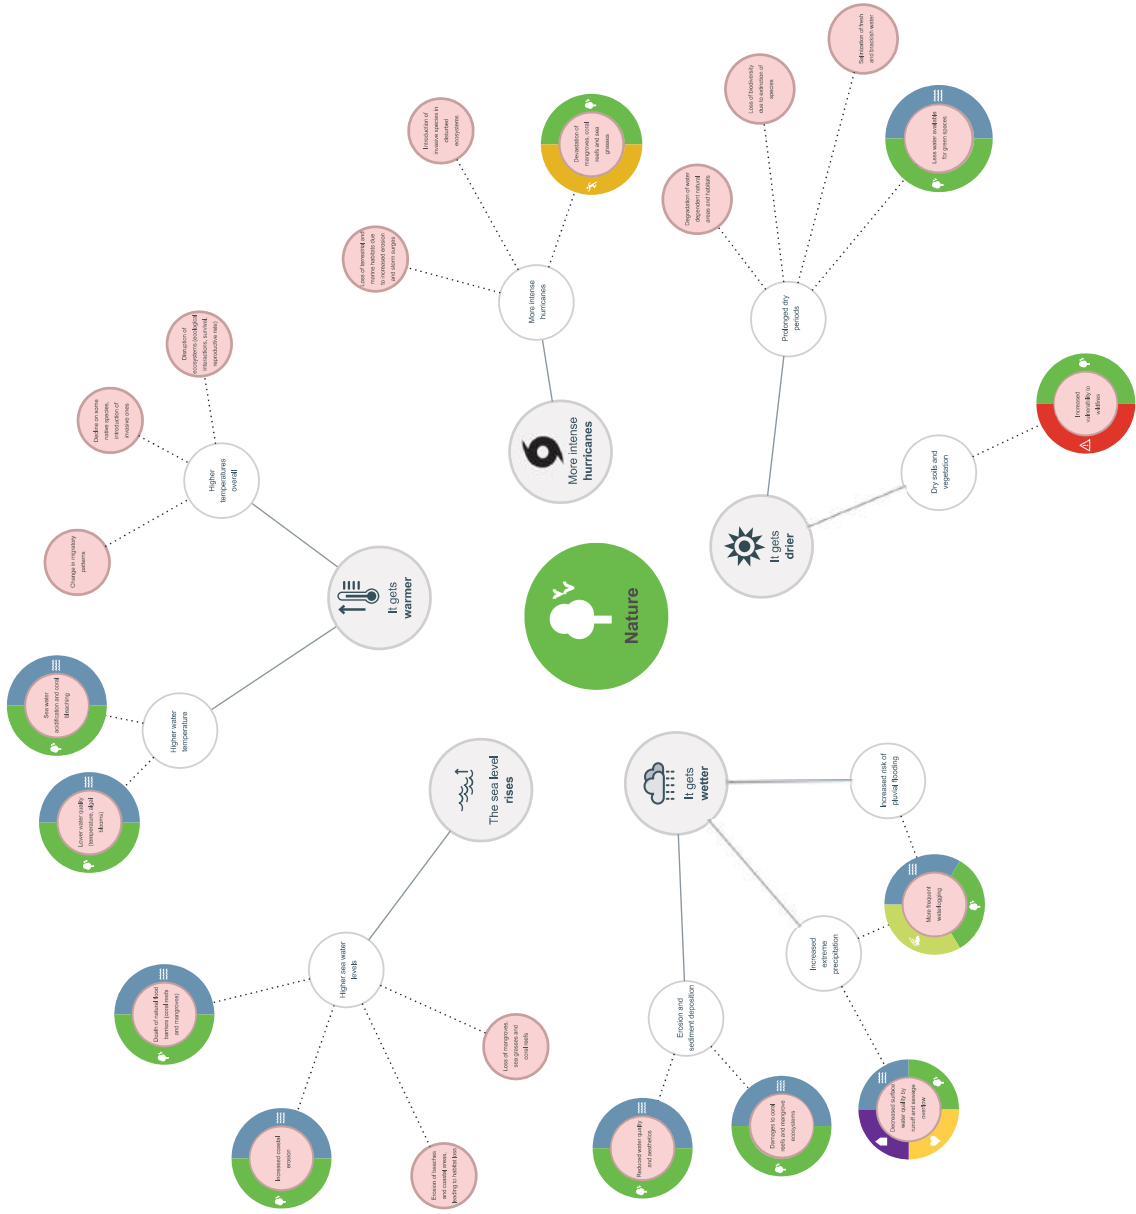 Nature
It gets
warmer
Higher water
temperature
Lower water quality
(temperature, algal
blooms)
Sea water
acidification and coral
bleaching
Higher
temperatures
overall
Change in migratory
patterns
Decline on some
native species,
introduction of
invasive ones
Disruption of
ecosystems (ecological
interactions, survival,
reproductive rate)
More intense
hurricanes
More intense
hurricanes
Loss of terrestrial and
marine habitats due
to increased erosion
and storm surges
Introduction of
invasive species in
disturbed
ecosystems
Devastation of
mangroves, coral
reefs and sea
grasses
It gets
drier
Prolonged dry
periods
Degradation of water
dependent natural
areas and habitats
Loss of biodiversity
due to extinction of
species
Salinization of fresh
and brackish water
Less water available
for green spaces
Dry soils and
vegetation
Increased
vulnerability to
wildfires
It gets
wetter
Increased risk of
pluvial flooding
More frequent
waterlogging
Increased
extreme
precipitation
Decreased surface
water quality by
runoff and sewage
overflow
Erosion and
sediment deposition
Damages to coral
reefs and mangrove
ecosystems
Reduced water quality
and aesthetics
The sea level
rises
Higher sea water
levels
Loss of mangroves,
sea grasses and
coral reefs
Erosion of beaches
and coastal areas,
leading to habitat loss
Increased coastal
erosion
Death of natural flood
barriers (coral reefs
and mangroves)